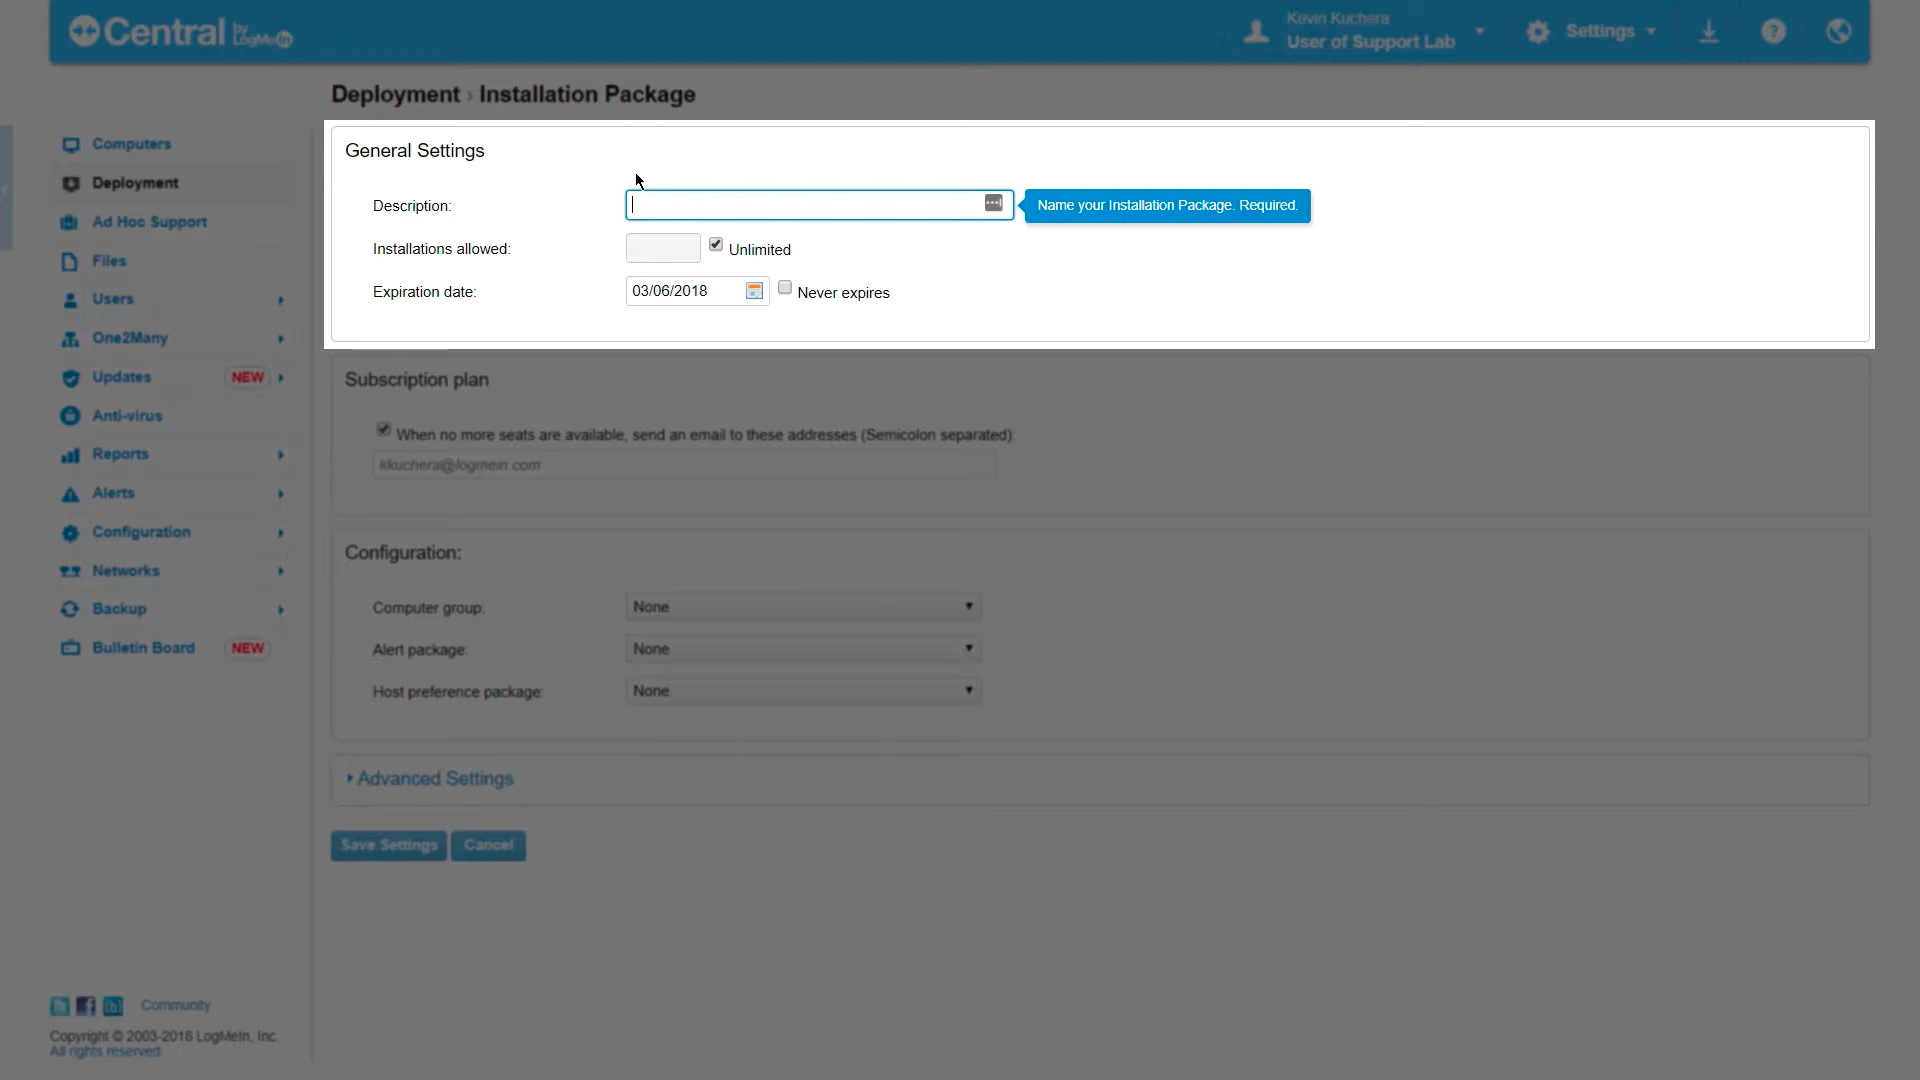 Central by LogMeIn
Kevin Kuchera
User of Support Lab
Settings
?
Deployment › Installation Package
Computers
Deployment
Ad Hoc Support
Files
Users
One2Many
Updates NEW
Anti-virus
Reports
Alerts
Configuration
Networks
Backup
Bulletin Board NEW
General Settings
Description:
Name your Installation Package. Required.
Installations allowed:
Unlimited
Expiration date:
03/06/2018
Never expires
Subscription plan
When no more seats are available, send an email to these addresses (Semicolon separated):
kkuchera@logmein.com
Configuration:
Computer group: None
Alert package: None
Host preference package: None
Advanced Settings
Save Settings Cancel
Community
Copyright © 2003-2018 LogMeIn, Inc.
All rights reserved.